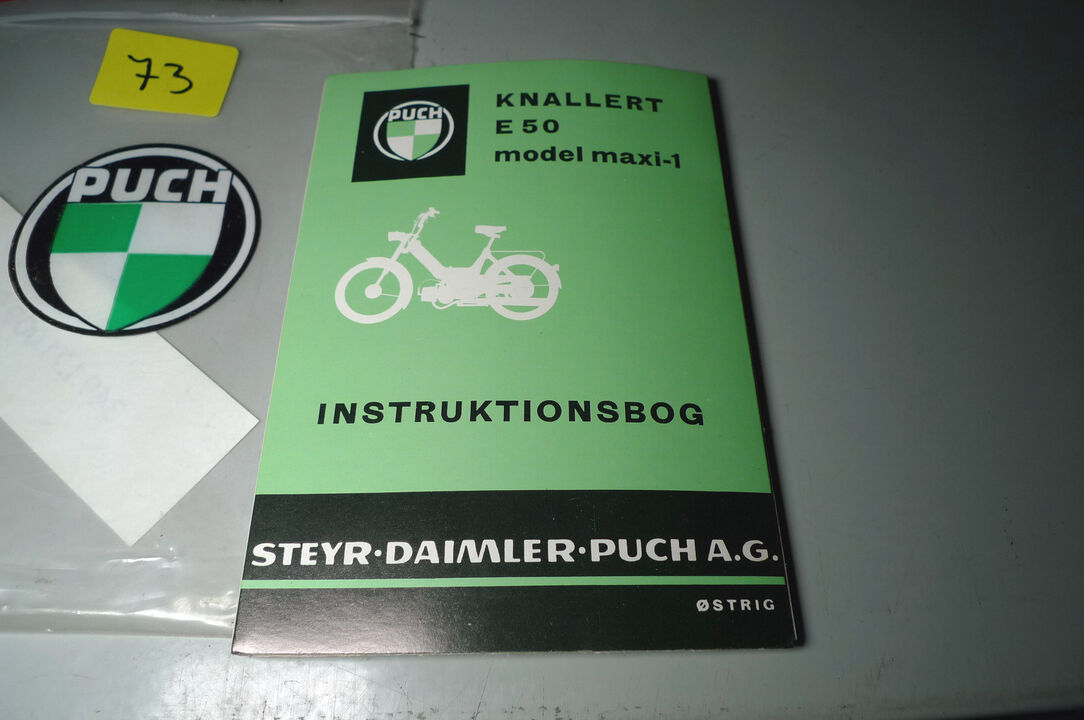 73
PUCH
PUCH
KNALLERT
E 50
model maxi-1
INSTRUKTIONSBOG
STEYR·DAIMLER·PUCH A.G.
ØSTRIG